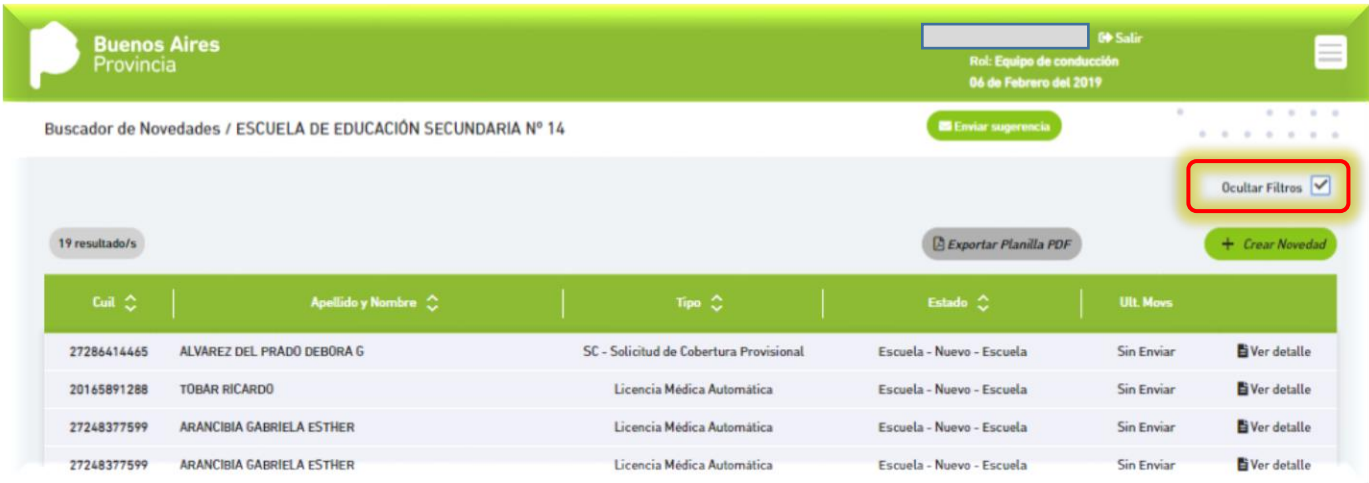 Buenos Aires
Provincia
Salir
Rol: Equipo de conducción
06 de Febrero del 2019
Buscador de Novedades / ESCUELA DE EDUCACIÓN SECUNDARIA Nº 14
Enviar sugerencia
Ocultar Filtros
19 resultado/s
Exportar Planilla PDF
+ Crear Novedad
Cuil Apellido y Nombre Tipo Estado Ult. Movs
27286414465 ALVAREZ DEL PRADO DEBORA G SC - Solicitud de Cobertura Provisional Escuela - Nuevo - Escuela Sin Enviar Ver detalle
20165891288 TOBAR RICARDO Licencia Médica Automática Escuela - Nuevo - Escuela Sin Enviar Ver detalle
27248377599 ARANCIBIA GABRIELA ESTHER Licencia Médica Automática Escuela - Nuevo - Escuela Sin Enviar Ver detalle
27248377599 ARANCIBIA GABRIELA ESTHER Licencia Médica Automática Escuela - Nuevo - Escuela Sin Enviar Ver detalle